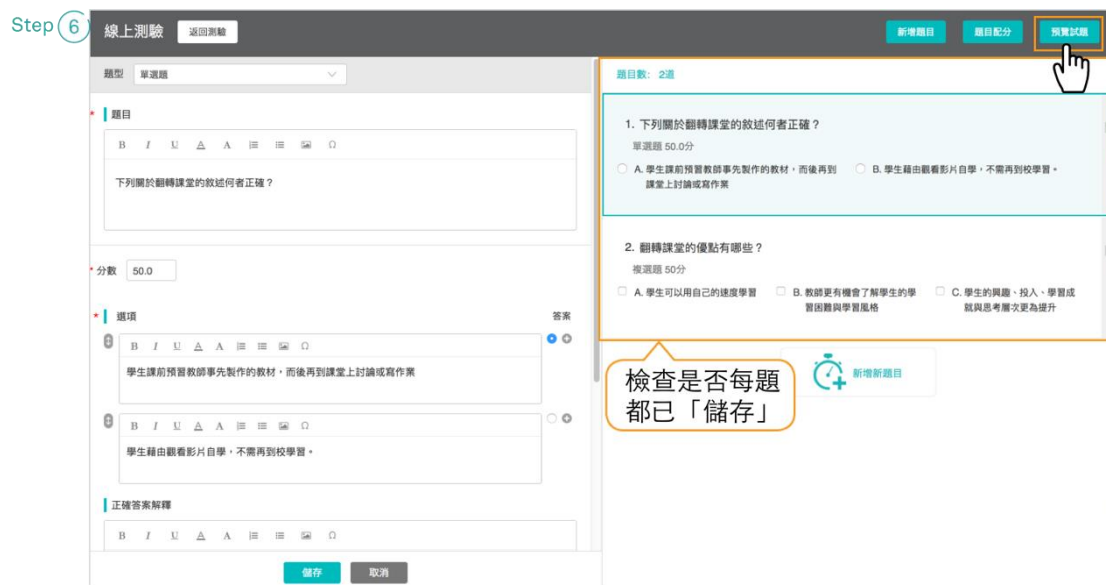 Step 6
線上測驗 返回測驗 新增題目 題目配分 預覽試題
題型 單選題
* 題目
B I U A A Ω
下列關於翻轉課堂的敘述何者正確？
* 分數 50.0
* 選項 答案
B I U A A Ω
學生課前預習教師事先製作的教材，而後再到課堂上討論或寫作業
B I U A A Ω
學生藉由觀看影片自學，不需再到校學習。
正確答案解釋
B I U A A Ω
儲存 取消
題目數: 2道
1. 下列關於翻轉課堂的敘述何者正確？
單選題 50.0分
A. 學生課前預習教師事先製作的教材，而後再到
課堂上討論或寫作業
B. 學生藉由觀看影片自學，不需再到校學習。
2. 翻轉課堂的優點有哪些？
複選題 50分
A. 學生可以用自己的速度學習
B. 教師更有機會了解學生的學
習困難與學習風格
C. 學生的興趣、投入、學習成
就與思考層次更為提升
檢查是否每題
都已「儲存」
新增新題目